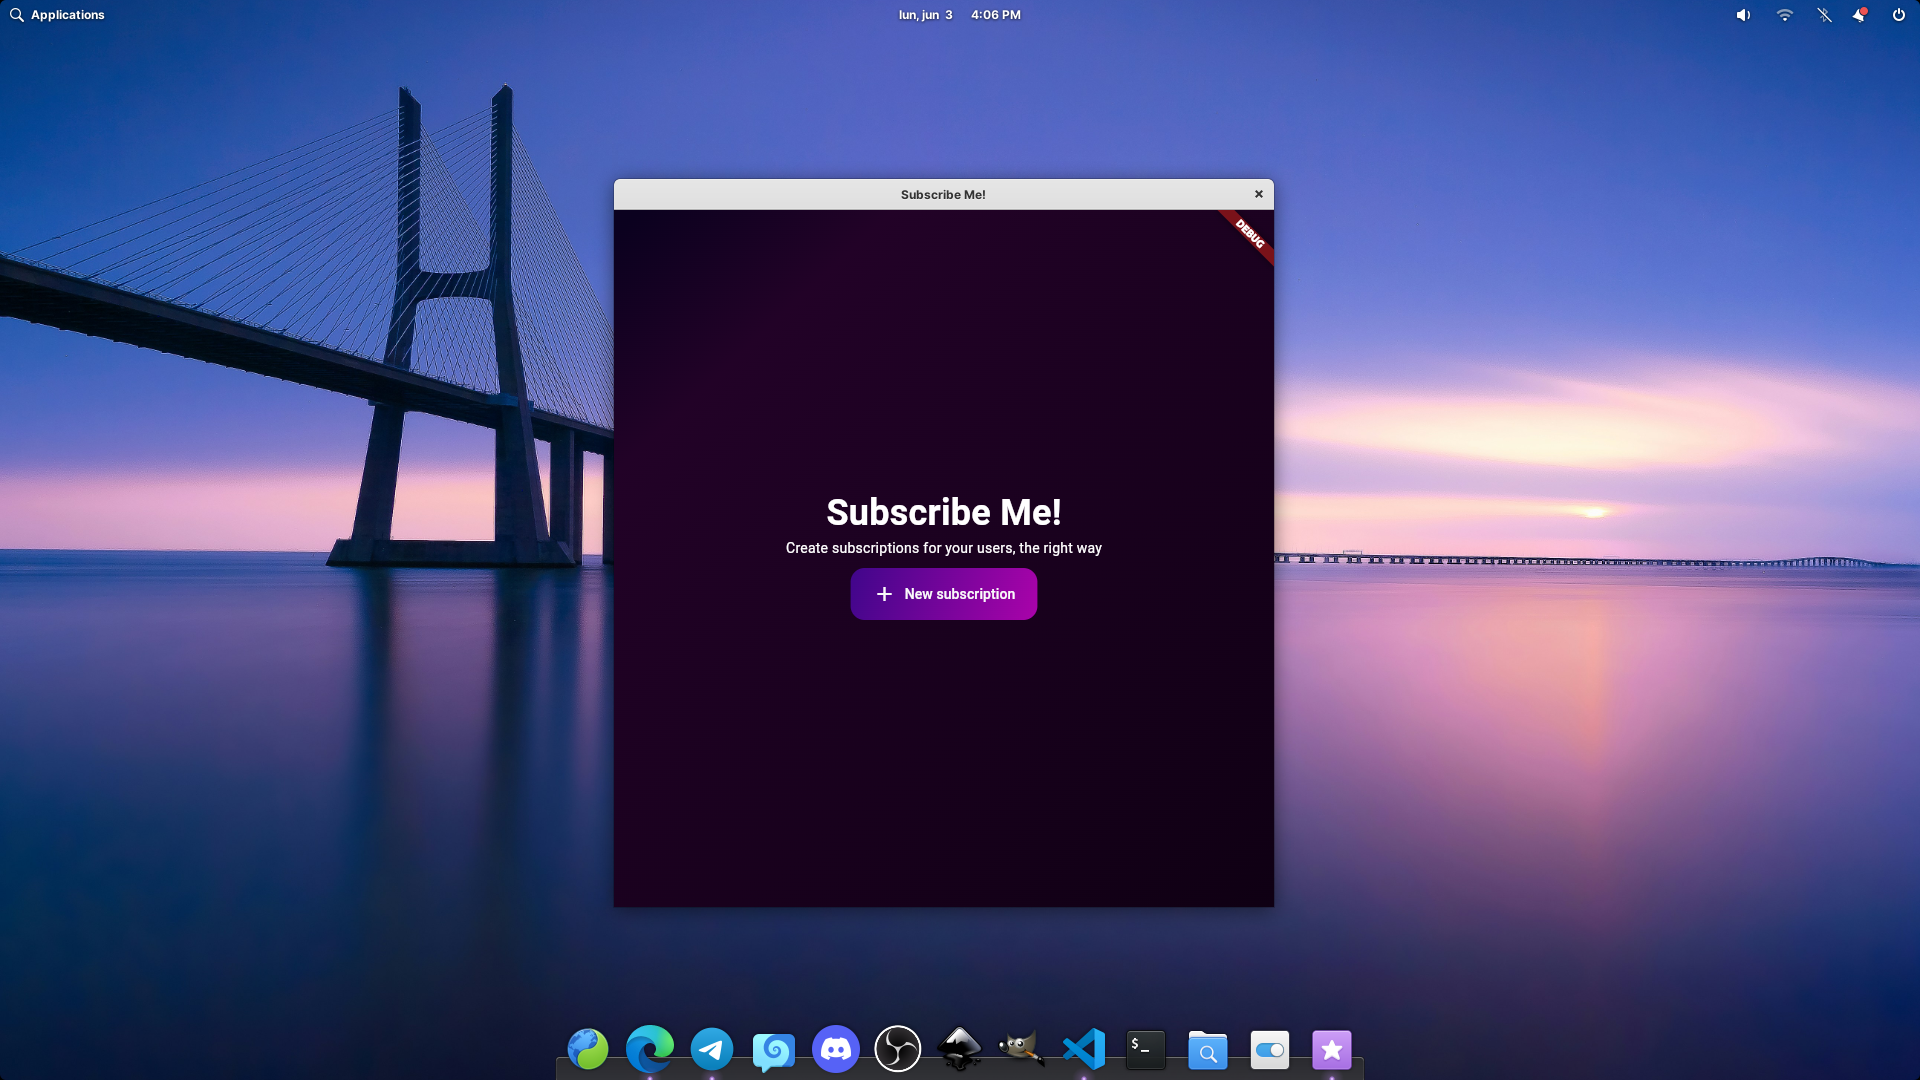 Applications
lun, jun 3 4:06 PM
Subscribe Me!
DEBUG
Subscribe Me!
Create subscriptions for your users, the right way
New subscription
$_